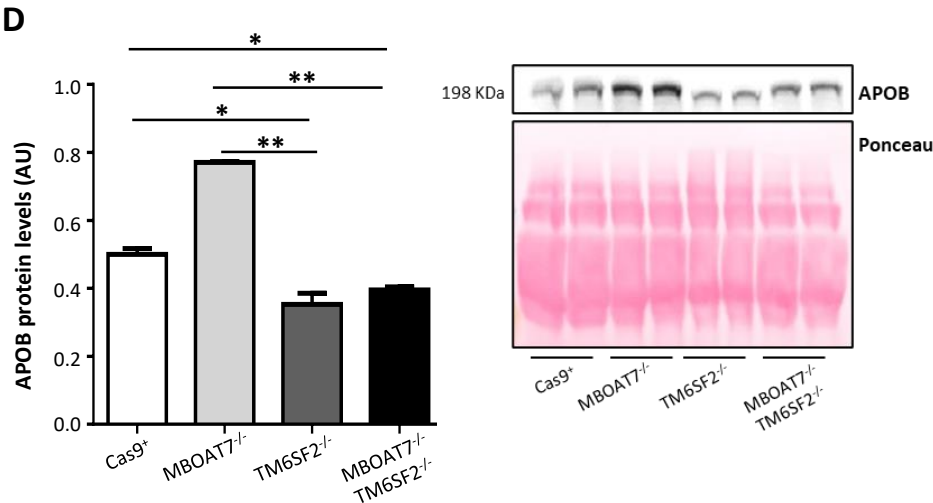 D
*
**
*
**
1.0
0.8
0.6
0.4
0.2
0.0
APOB protein levels (AU)
Cas9⁺
MBOAT7⁻/⁻
TM6SF2⁻/⁻
MBOAT7⁻/⁻
TM6SF2⁻/⁻
198 KDa
APOB
Ponceau
Cas9⁺
MBOAT7⁻/⁻
TM6SF2⁻/⁻
MBOAT7⁻/⁻
TM6SF2⁻/⁻